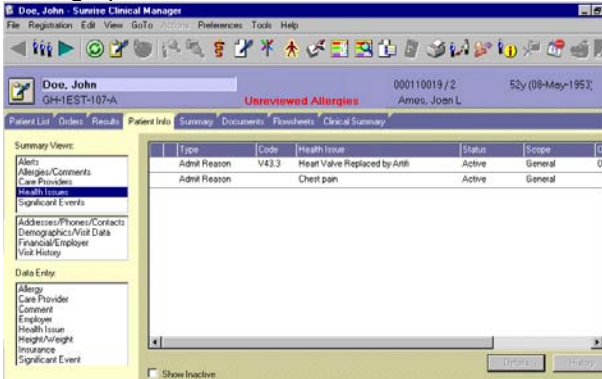 Doe, John - Sunrise Clinical Manager
File Registration Edit View GoTo Actions Preferences Tools Help
Doe, John 000110019 / 2 52y (08-May-1953)
GH-1EST-107-A Unreviewed Allergies Ames, Joan L
Patient List Orders Results Patient Info Summary Documents Flowsheets Clinical Summary
Summary Views:
Alerts
Allergies/Comments
Care Providers
Health Issues
Significant Events
Addresses/Phones/Contacts
Demographics/Visit Data
Financial/Employer
Visit History
Data Entry:
Allergy
Care Provider
Comment
Employer
Health Issue
Height/Weight
Insurance
Significant Event
Type Code Health Issue Status Scope
Admit Reason V43.3 Heart Valve Replaced by Artifi Active General
Admit Reason Chest pain Active General
Show Inactive
Details History